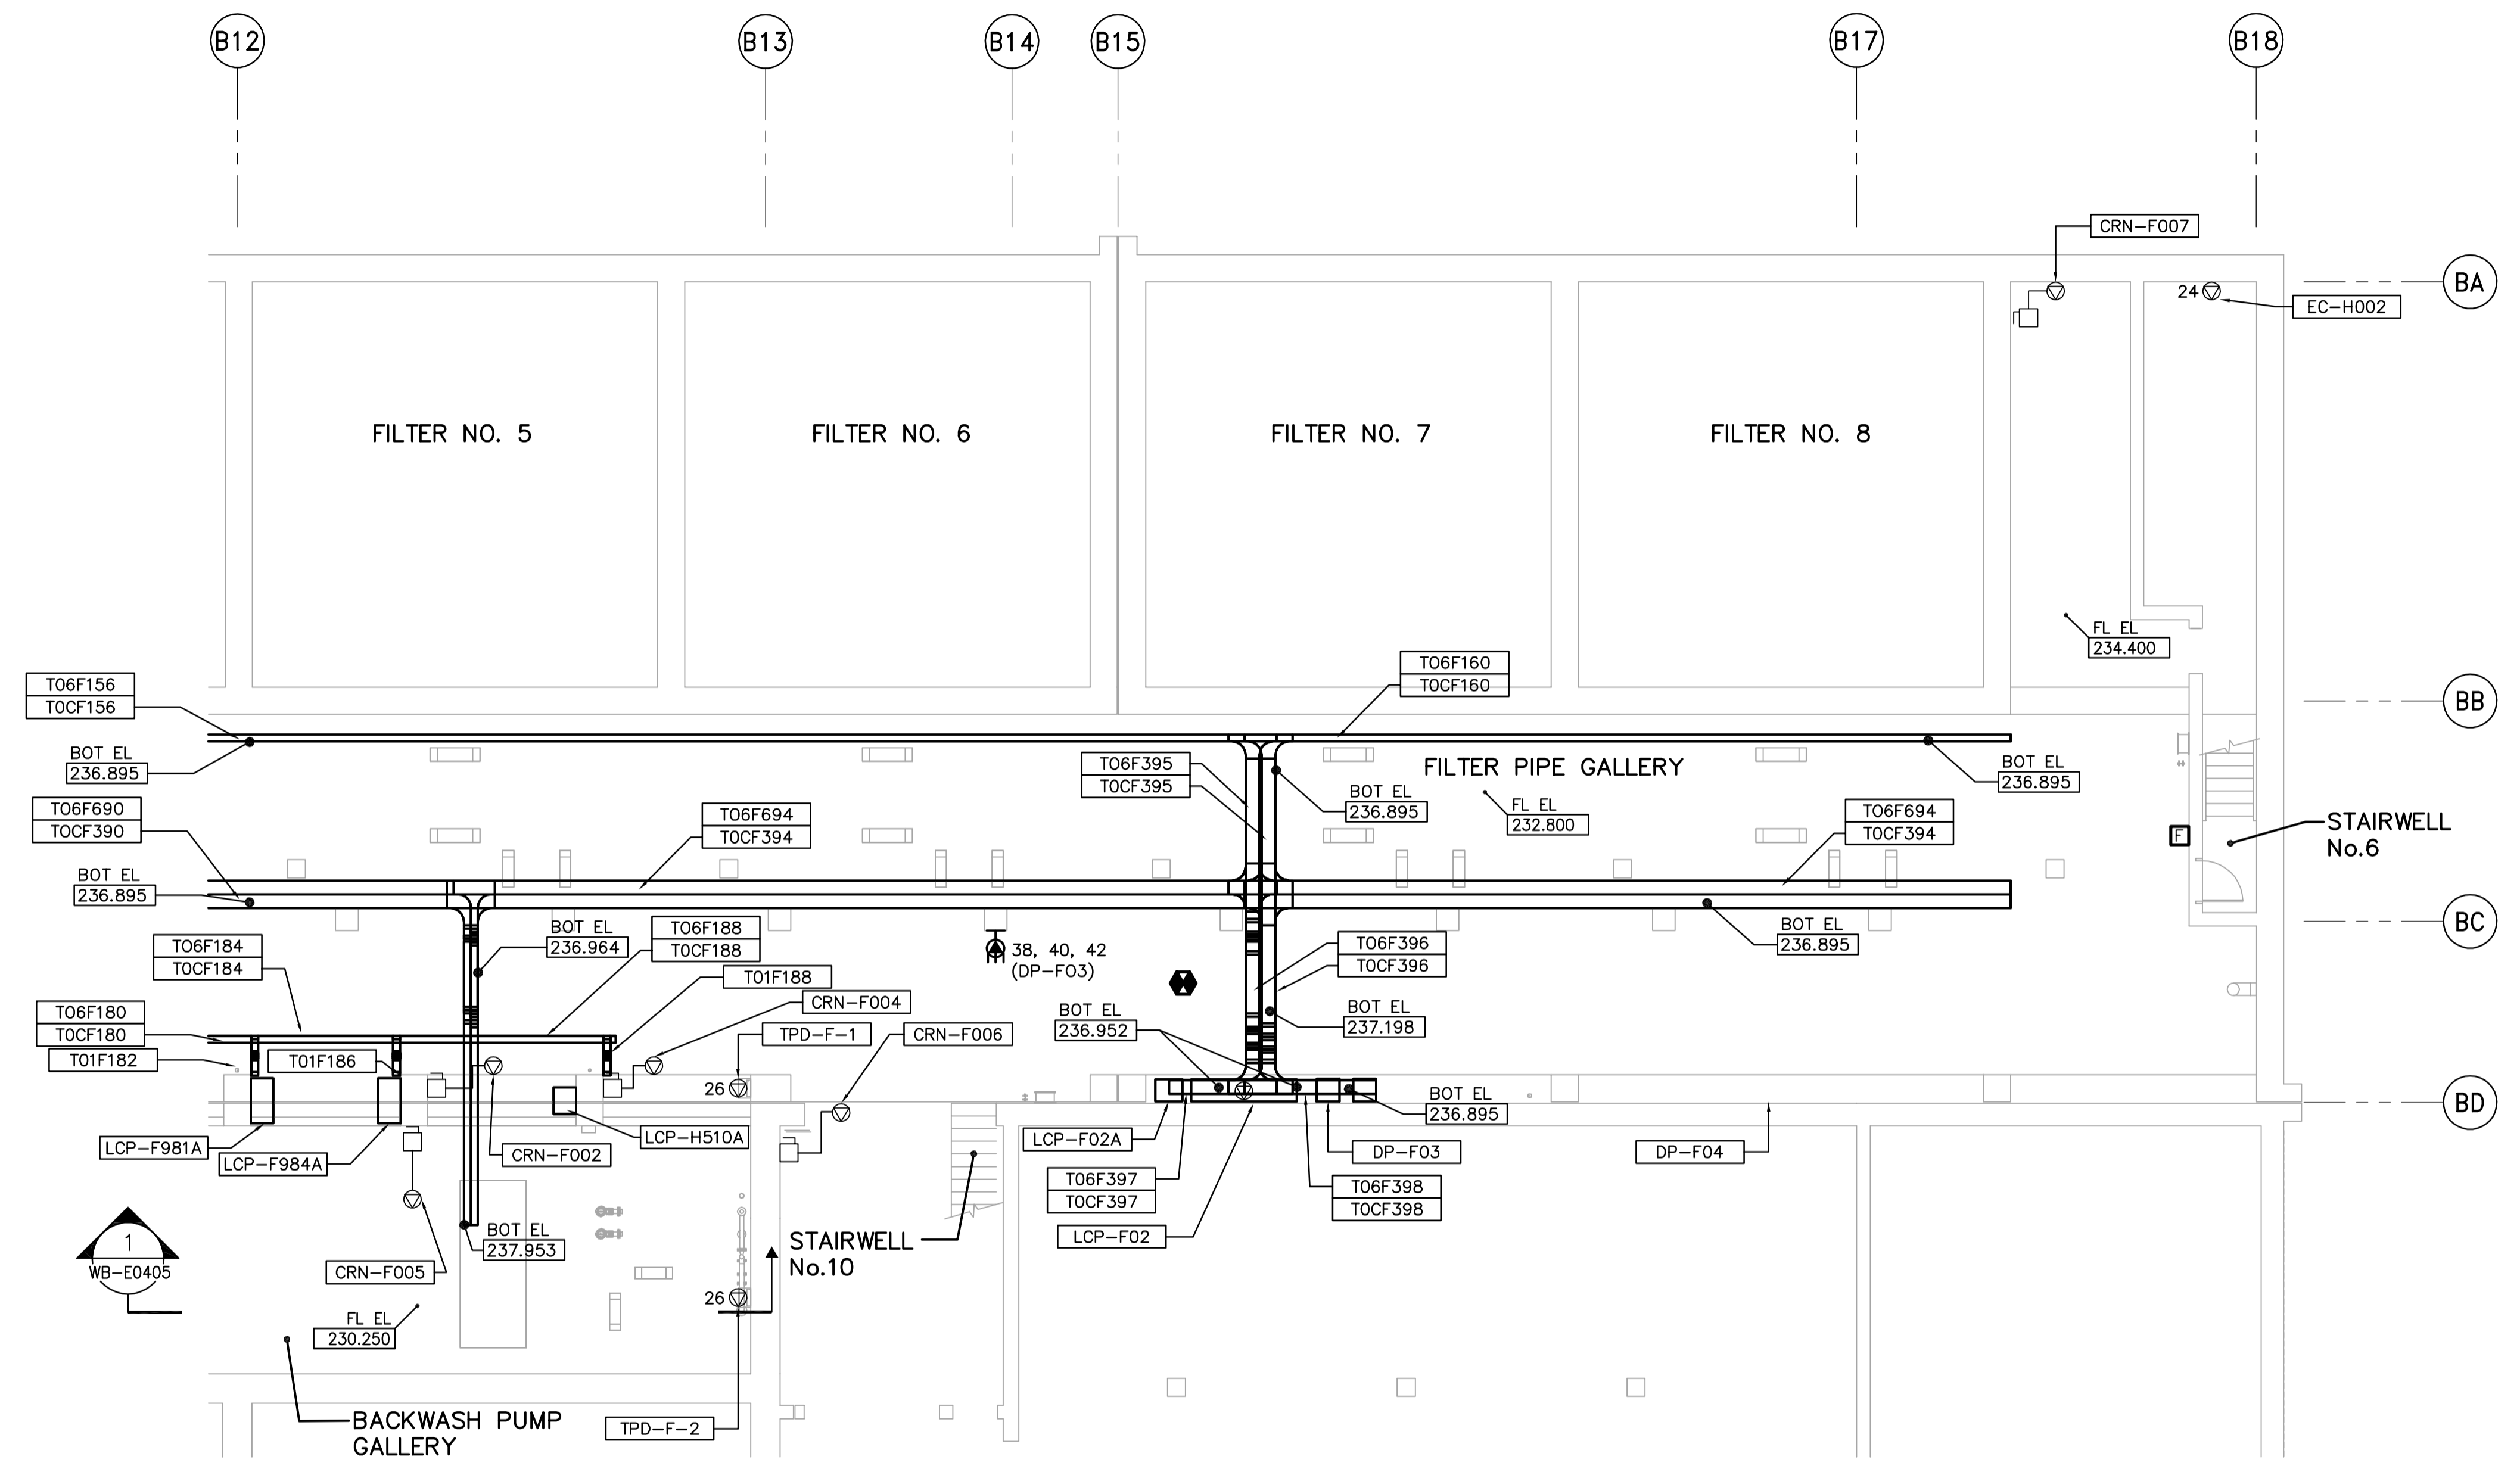 B12
B13
B14
B15
B17
B18
CRN-F007
BA
24
EC-H002
FILTER NO. 5
FILTER NO. 6
FILTER NO. 7
FILTER NO. 8
FL EL
234.400
T06F156
T0CF156
T06F160
T0CF160
BB
BOT EL
236.895
T06F395
T0CF395
FILTER PIPE GALLERY
BOT EL
236.895
BOT EL
236.895
FL EL
232.800
T06F690
T0CF390
T06F694
T0CF394
T06F694
T0CF394
F
STAIRWELL
No.6
BOT EL
236.895
BC
BOT EL
236.964
T06F188
T0CF188
38, 40, 42
(DP-F03)
T06F396
T0CF396
BOT EL
236.895
T06F184
T0CF184
T01F188
CRN-F004
T06F180
T0CF180
T01F182
T01F186
TPD-F-1
CRN-F006
BOT EL
236.952
BOT EL
237.198
26
BOT EL
236.895
BD
LCP-F981A
LCP-F984A
CRN-F002
LCP-H510A
LCP-F02A
DP-F03
DP-F04
T06F397
T0CF397
T06F398
T0CF398
1
WB-E0405
BOT EL
237.953
STAIRWELL
No.10
LCP-F02
CRN-F005
26
FL EL
230.250
BACKWASH PUMP
GALLERY
TPD-F-2